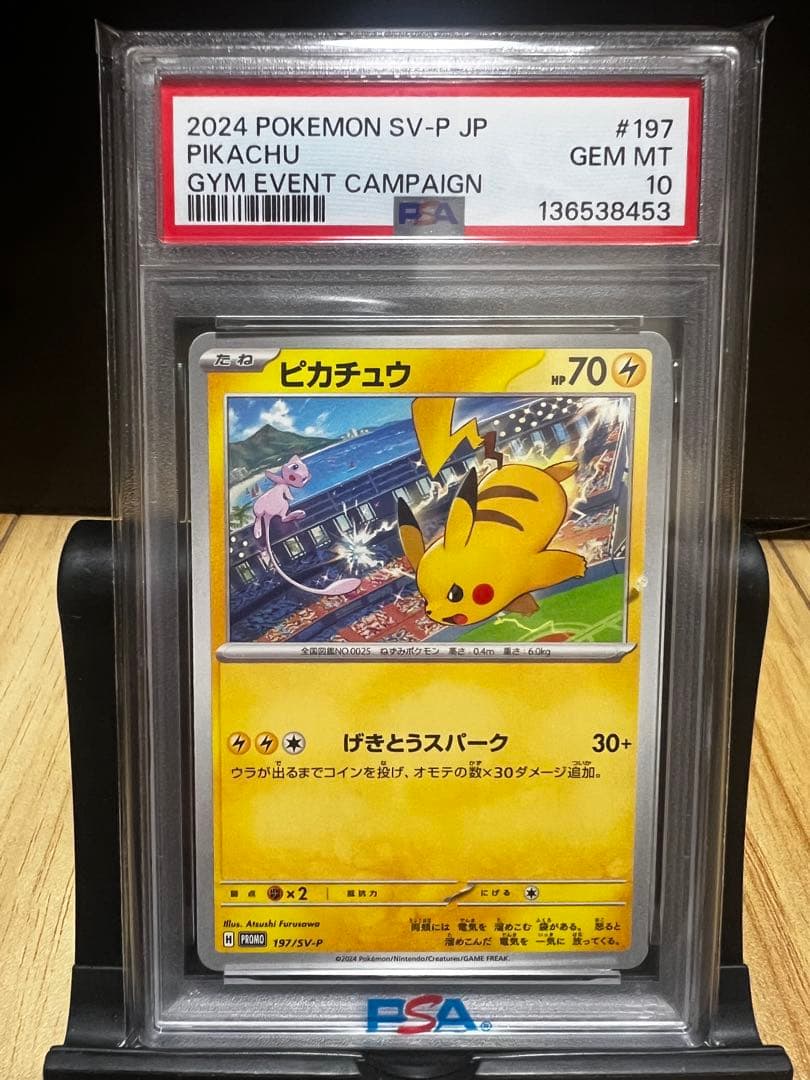 2024 POKEMON SV-P JP #197
PIKACHU GEM MT
GYM EVENT CAMPAIGN 10
PSA 136538453
たね ピカチュウ HP70
全国図鑑NO.0025 ねずみポケモン 高さ:0.4m 重さ:6.0kg
げきとうスパーク 30+
ウラが出るまでコインを投げ、オモテの数×30ダメージ追加。
弱点 ×2 抵抗力 にげる
Illus. Atsushi Furusawa
両頬には 電気を 溜めこむ 袋がある。 怒ると
溜めこんだ 電気を 一気に 放ってくる。
H PROMO 197/SV-P
©2024 Pokémon/Nintendo/Creatures/GAME FREAK.
PSA®